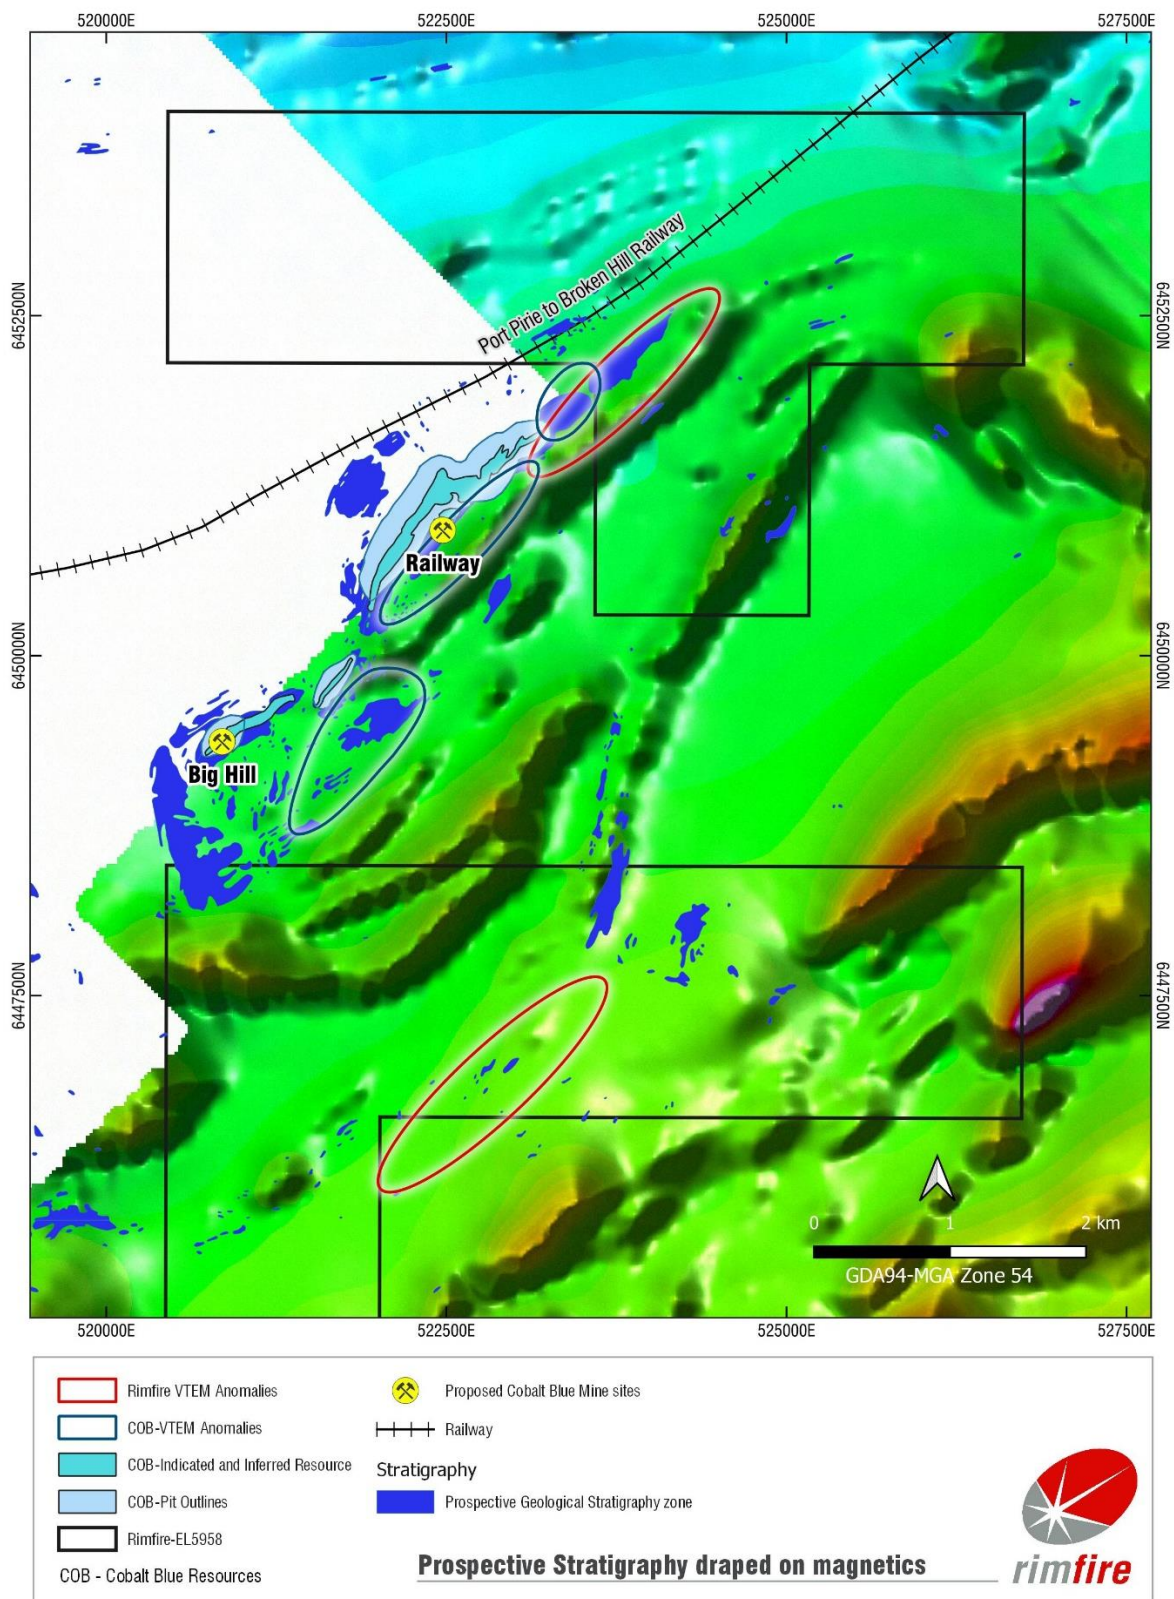 520000E 522500E 525000E 527500E
6452500N
6452500N
Port Pirie to Broken Hill Railway
Railway
6450000N
6450000N
Big Hill
6447500N
6447500N
0 1 2 km
GDA94-MGA Zone 54
520000E 522500E 525000E 527500E
Rimfire VTEM Anomalies
COB-VTEM Anomalies
COB-Indicated and Inferred Resource
COB-Pit Outlines
Rimfire-EL5958
COB - Cobalt Blue Resources
Proposed Cobalt Blue Mine sites
Railway
Stratigraphy
Prospective Geological Stratigraphy zone
Prospective Stratigraphy draped on magnetics
rimfire